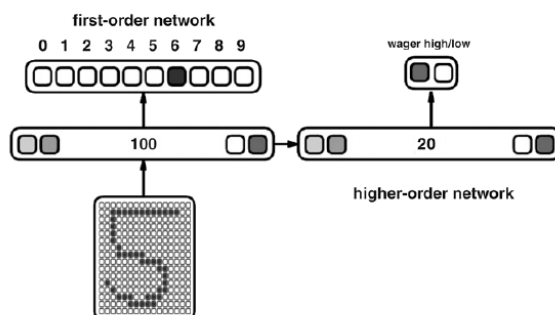 first-order network
0 1 2 3 4 5 6 7 8 9
wager high/low
100
20
higher-order network